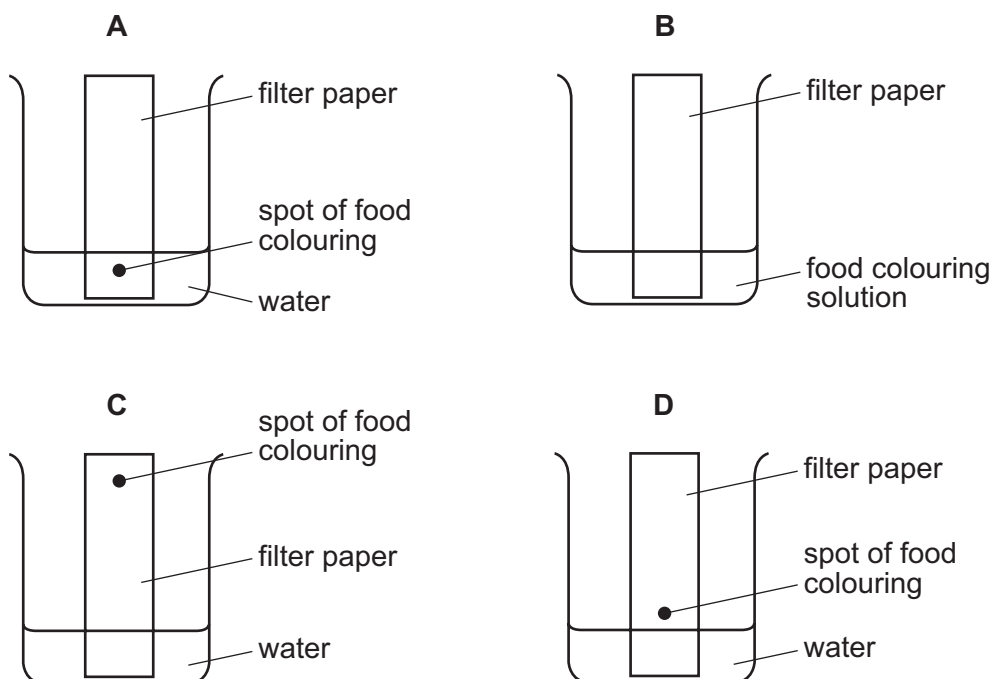 A
filter paper
spot of food
colouring
water
B
filter paper
food colouring
solution
C
spot of food
colouring
filter paper
water
D
filter paper
spot of food
colouring
water